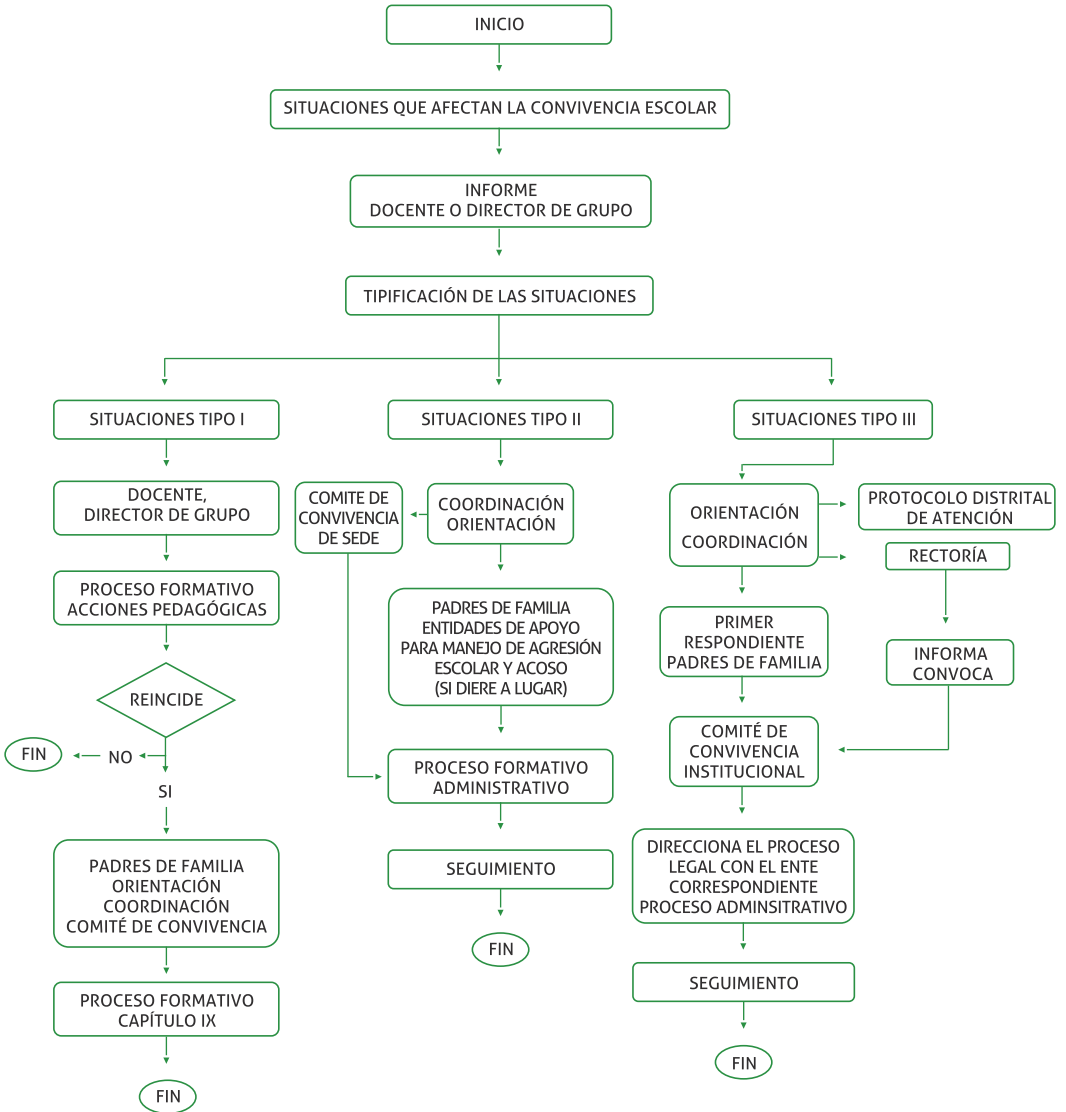 INICIO
SITUACIONES QUE AFECTAN LA CONVIVENCIA ESCOLAR
INFORME
DOCENTE O DIRECTOR DE GRUPO
TIPIFICACIÓN DE LAS SITUACIONES
SITUACIONES TIPO I
DOCENTE,
DIRECTOR DE GRUPO
PROCESO FORMATIVO
ACCIONES PEDAGÓGICAS
REINCIDE
FIN
NO
SI
PADRES DE FAMILIA
ORIENTACIÓN
COORDINACIÓN
COMITÉ DE CONVIVENCIA
PROCESO FORMATIVO
CAPÍTULO IX
FIN
SITUACIONES TIPO II
COMITE DE
CONVIVENCIA
DE SEDE
COORDINACIÓN
ORIENTACIÓN
PADRES DE FAMILIA
ENTIDADES DE APOYO
PARA MANEJO DE AGRESIÓN
ESCOLAR Y ACOSO
(SI DIERE A LUGAR)
PROCESO FORMATIVO
ADMINISTRATIVO
SEGUIMIENTO
FIN
SITUACIONES TIPO III
ORIENTACIÓN
COORDINACIÓN
PROTOCOLO DISTRITAL
DE ATENCIÓN
RECTORÍA
INFORMA
CONVOCA
PRIMER
RESPONDIENTE
PADRES DE FAMILIA
COMITÉ DE
CONVIVENCIA
INSTITUCIONAL
DIRECCIONA EL PROCESO
LEGAL CON EL ENTE
CORRESPONDIENTE
PROCESO ADMINSITRATIVO
SEGUIMIENTO
FIN